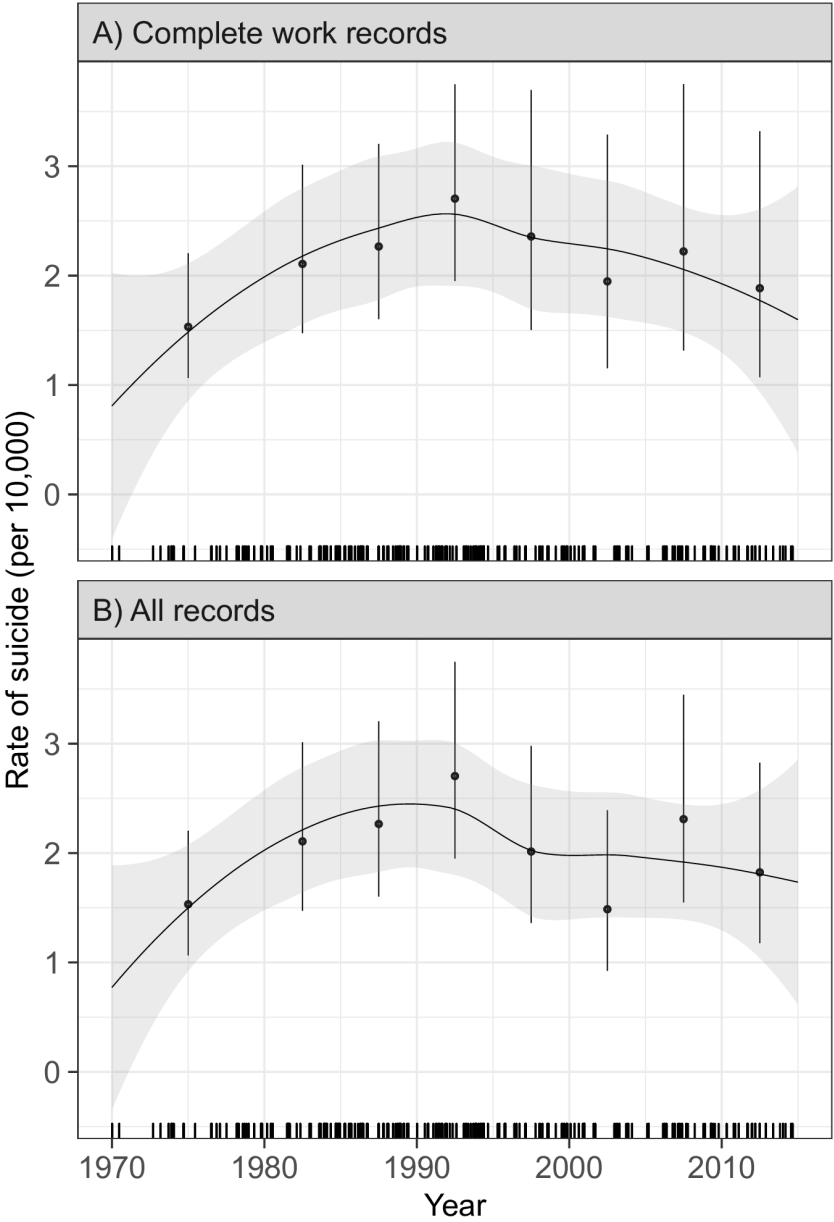 A) Complete work records
3
2
1
0
B) All records
3
2
1
0
Rate of suicide (per 10,000)
1970 1980 1990 2000 2010
Year